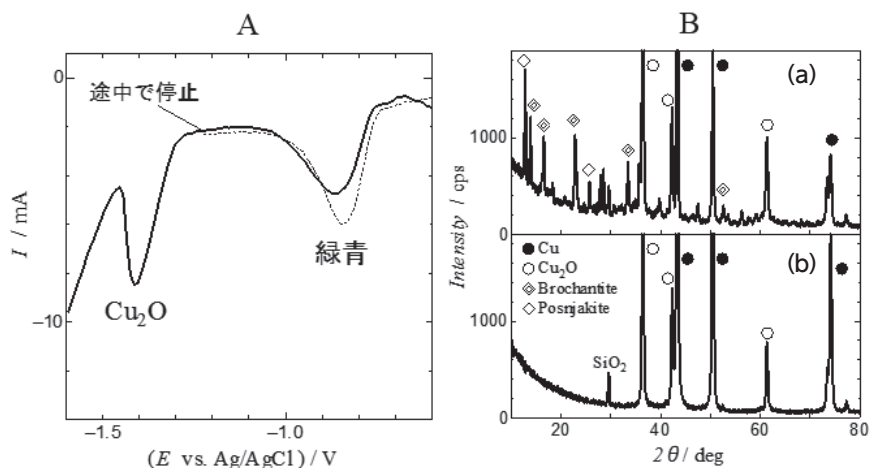 A
0
途中で停止
I / mA
緑青
Cu₂O
−10
−1.5
−1.0
(E vs. Ag/AgCl) / V
B
(a)
1000
0
Intensity / cps
Cu
Cu₂O
Brochantite
Posnjakite
(b)
1000
SiO₂
0
20
40
60
80
2θ / deg